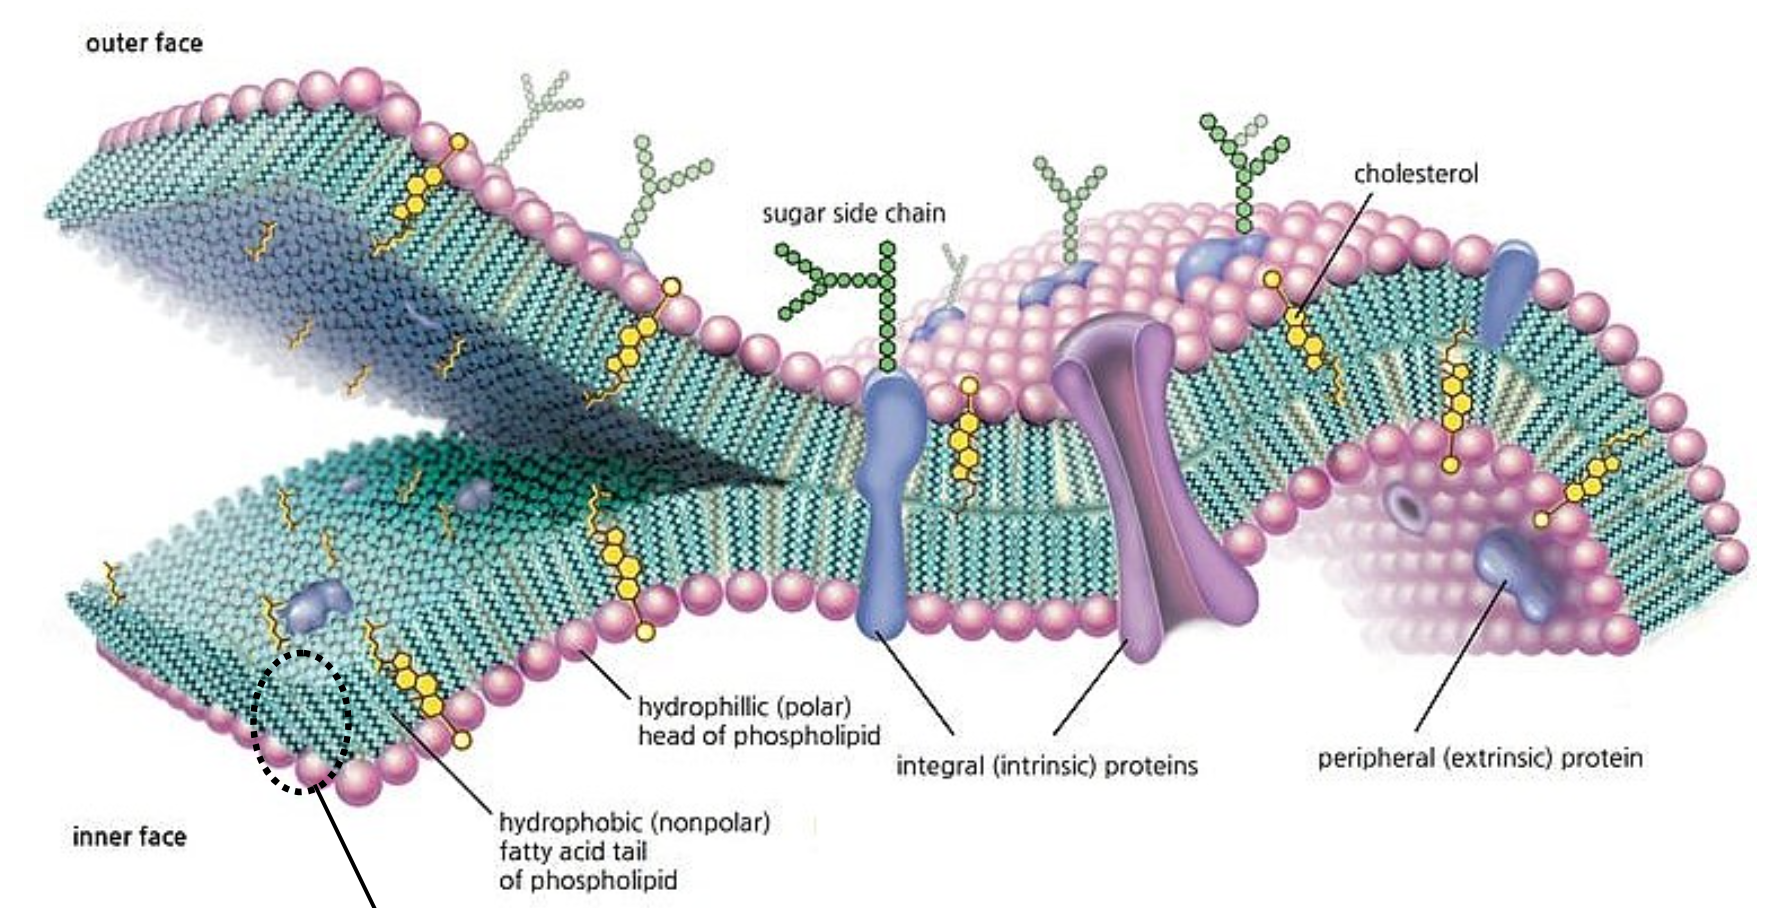 outer face
cholesterol
sugar side chain
hydrophillic (polar)
head of phospholipid
integral (intrinsic) proteins
peripheral (extrinsic) protein
hydrophobic (nonpolar)
fatty acid tail
of phospholipid
inner face